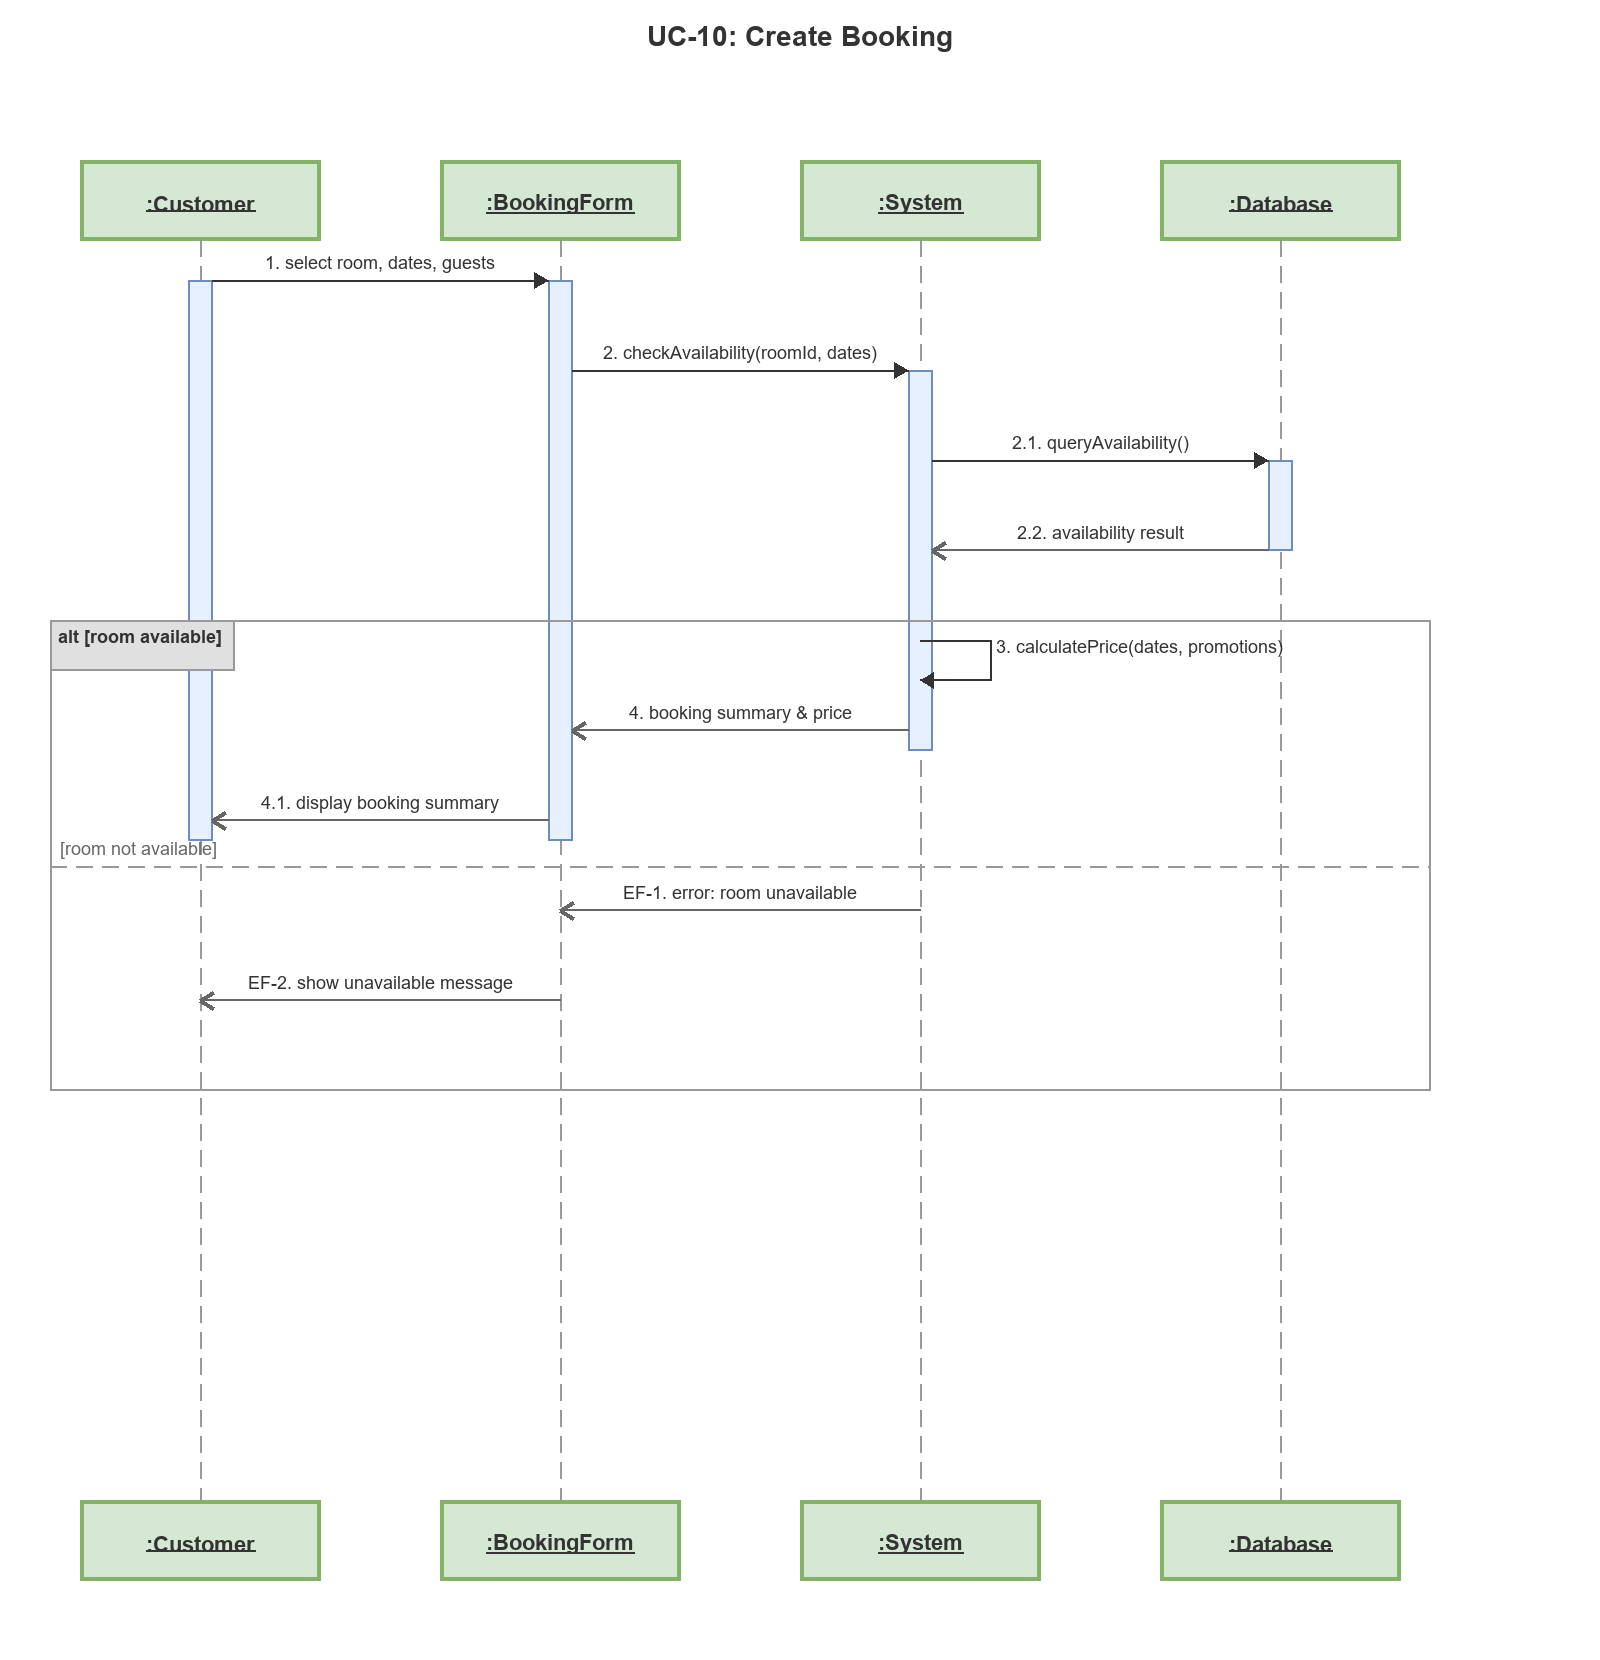 UC-10: Create Booking
:Customer
:BookingForm
:System
:Database
1. select room, dates, guests
2. checkAvailability(roomId, dates)
2.1. queryAvailability()
2.2. availability result
alt [room available]
3. calculatePrice(dates, promotions)
4. booking summary & price
4.1. display booking summary
[room not available]
EF-1. error: room unavailable
EF-2. show unavailable message
:Customer
:BookingForm
:System
:Database